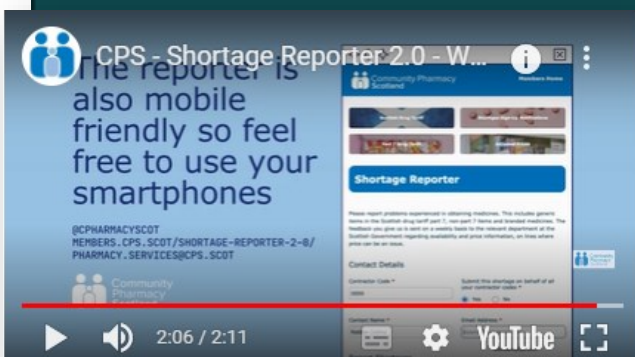 CPS - Shortage Reporter 2.0 - W...
The reporter is
also mobile
friendly so feel
free to use your
smartphones
@CPHARMACYSCOT
MEMBERS.CPS.SCOT/SHORTAGE-REPORTER-2-0/
PHARMACY.SERVICES@CPS.SCOT
Community
Pharmacy
Community Pharmacy
Scotland
Members Home
Shortage Reporter
Please report problems experienced in obtaining medicines. This includes generic
items in the Scottish drug tariff part 7, non-part 7 items and branded medicines. The
feedback you give us is sent on a weekly basis to the relevant department at the
Scottish Government regarding availability and price information, on lines where
price can be an issue.
Contact Details
Contractor Code *
Submit this shortage on behalf of all
your contractor codes *
Yes No
Contact Name *
Email Address *
2:06 / 2:11
YouTube